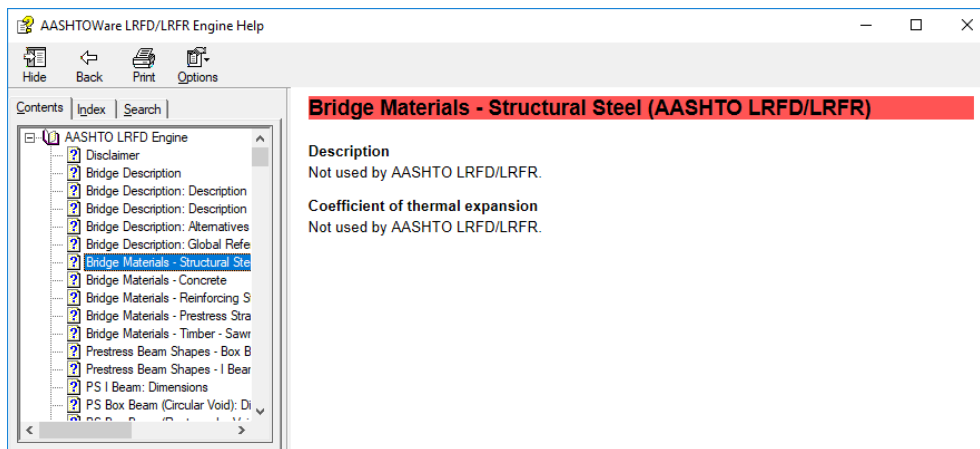 AASHTOWare LRFD/LRFR Engine Help
Hide Back Print Options
Contents Index Search
AASHTO LRFD Engine
Disclaimer
Bridge Description
Bridge Description: Description
Bridge Description: Description
Bridge Description: Alternatives
Bridge Description: Global Refe
Bridge Materials - Structural Ste
Bridge Materials - Concrete
Bridge Materials - Reinforcing S
Bridge Materials - Prestress Stra
Bridge Materials - Timber - Sawn
Prestress Beam Shapes - Box B
Prestress Beam Shapes - I Bear
PS I Beam: Dimensions
PS Box Beam (Circular Void): Di
Bridge Materials - Structural Steel (AASHTO LRFD/LRFR)
Description
Not used by AASHTO LRFD/LRFR.
Coefficient of thermal expansion
Not used by AASHTO LRFD/LRFR.